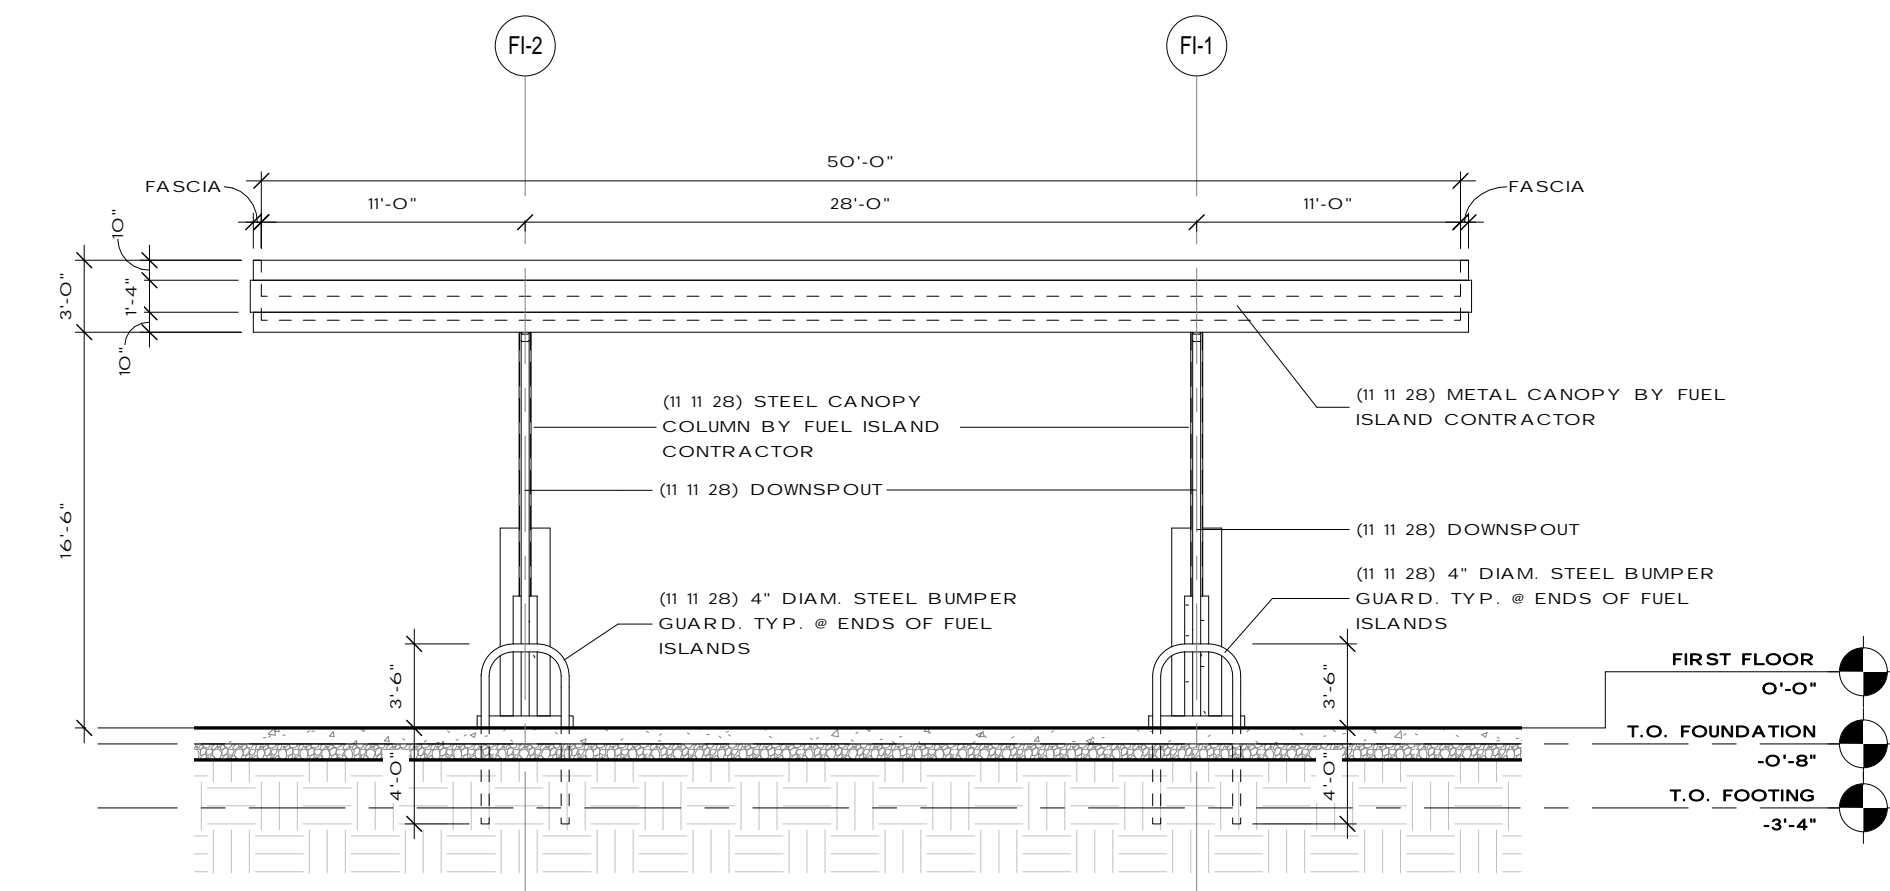 FI-2
FI-1
50'-0"
FASCIA
FASCIA
11'-0"
28'-0"
11'-0"
10"
3'-0"
1'-4"
10"
16'-6"
(11 11 28) STEEL CANOPY
COLUMN BY FUEL ISLAND
CONTRACTOR
(11 11 28) METAL CANOPY BY FUEL
ISLAND CONTRACTOR
(11 11 28) DOWNSPOUT
(11 11 28) DOWNSPOUT
(11 11 28) 4" DIAM. STEEL BUMPER
GUARD. TYP. @ ENDS OF FUEL
ISLANDS
(11 11 28) 4" DIAM. STEEL BUMPER
GUARD. TYP. @ ENDS OF FUEL
ISLANDS
3'-6"
3'-6"
4'-0"
4'-0"
FIRST FLOOR
0'-0"
T.O. FOUNDATION
-0'-8"
T.O. FOOTING
-3'-4"